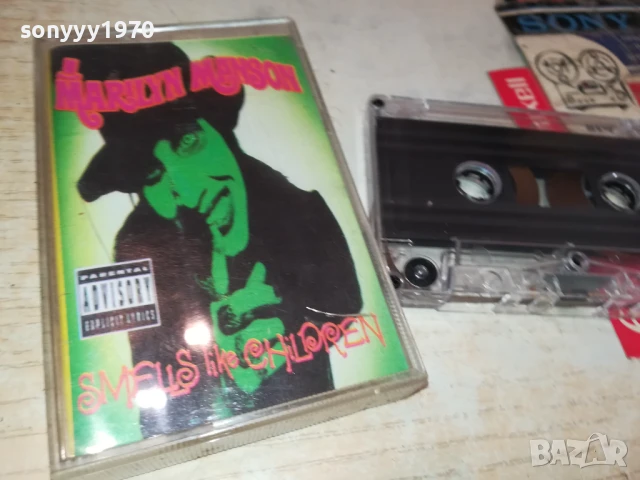 sonyyy1970
MARILYN MANSON
PARENTAL
ADVISORY
EXPLICIT LYRICS
SMELLS like CHiLDREN
SONY
BAZAR